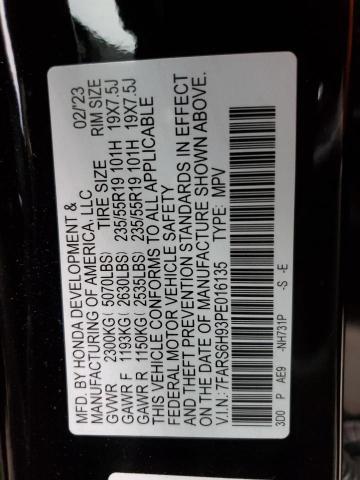 MFD. BY HONDA DEVELOPMENT & 02/'23
MANUFACTURING OF AMERICA, LLC
TIRE SIZE RIM SIZE
GVWR 2300KG( 5070LBS)
GAWR F 1193KG ( 2630LBS) 235/55R19 101H 19X7.5J
GAWR R 1150KG( 2535LBS) 235/55R19 101H 19X7.5J
THIS VEHICLE CONFORMS TO ALL APPLICABLE
FEDERAL MOTOR VEHICLE SAFETY
AND THEFT PREVENTION STANDARDS IN EFFECT
ON DATE OF MANUFACTURE SHOWN ABOVE.
V.I.N.: 7FARS6H93PE016135 TYPE: MPV
3D0 P AE9 -NH731P -S -E